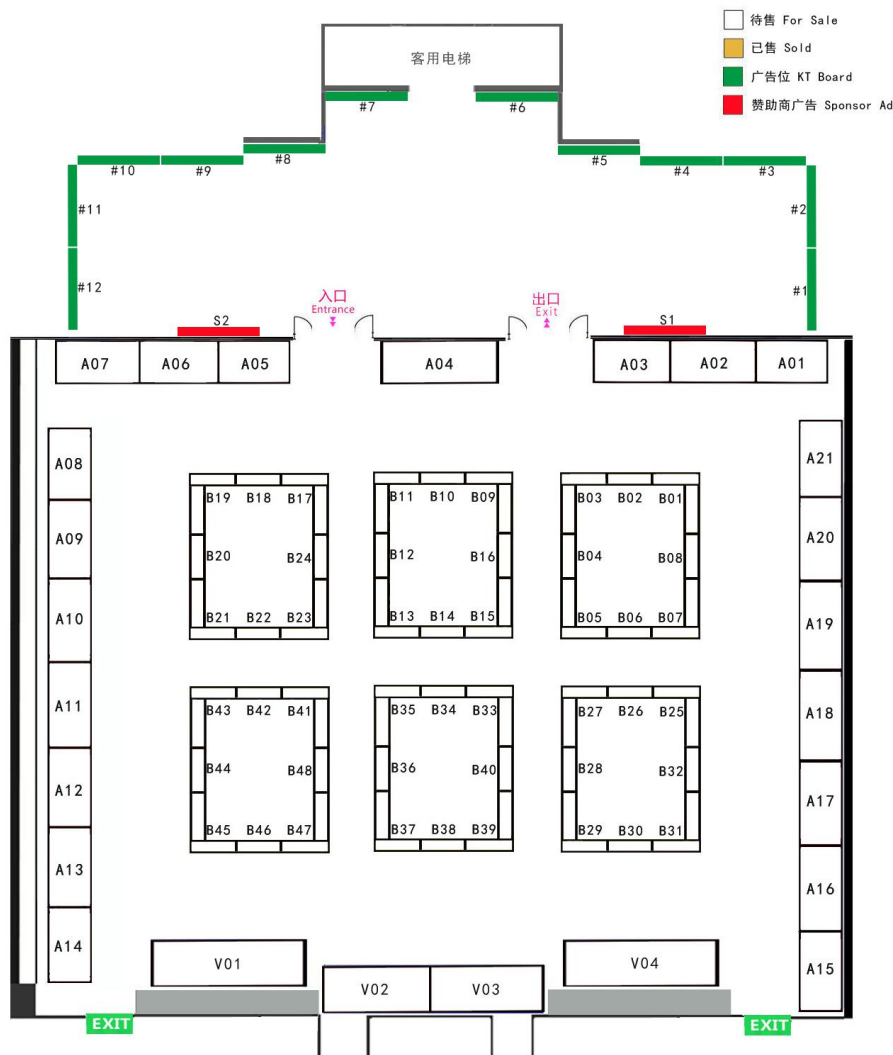 待售 For Sale
已售 Sold
广告位 KT Board
赞助商广告 Sponsor Ad
客用电梯
#7 #6
#8 #5
#10 #9 #4 #3
#11 #2
#12 #1
入口 出口
Entrance Exit
S2 S1
A07 A06 A05 A04 A03 A02 A01
A08 A21
B19 B18 B17 B11 B10 B09 B03 B02 B01
A09 A20
B20 B24 B12 B16 B04 B08
A10 A19
B21 B22 B23 B13 B14 B15 B05 B06 B07
A11 A18
B43 B42 B41 B35 B34 B33 B27 B26 B25
B44 B48 B36 B40 B28 B32
A12 A17
B45 B46 B47 B37 B38 B39 B29 B30 B31
A13 A16
A14 A15
V01 V04
V02 V03
EXIT EXIT